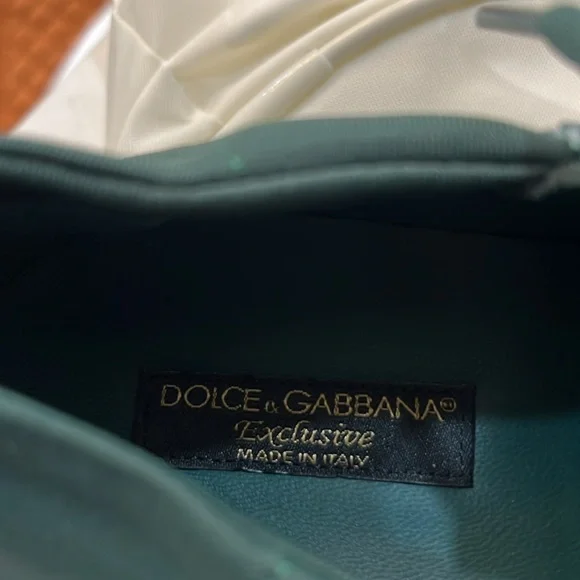 DOLCE & GABBANA
Exclusive
MADE IN ITALY